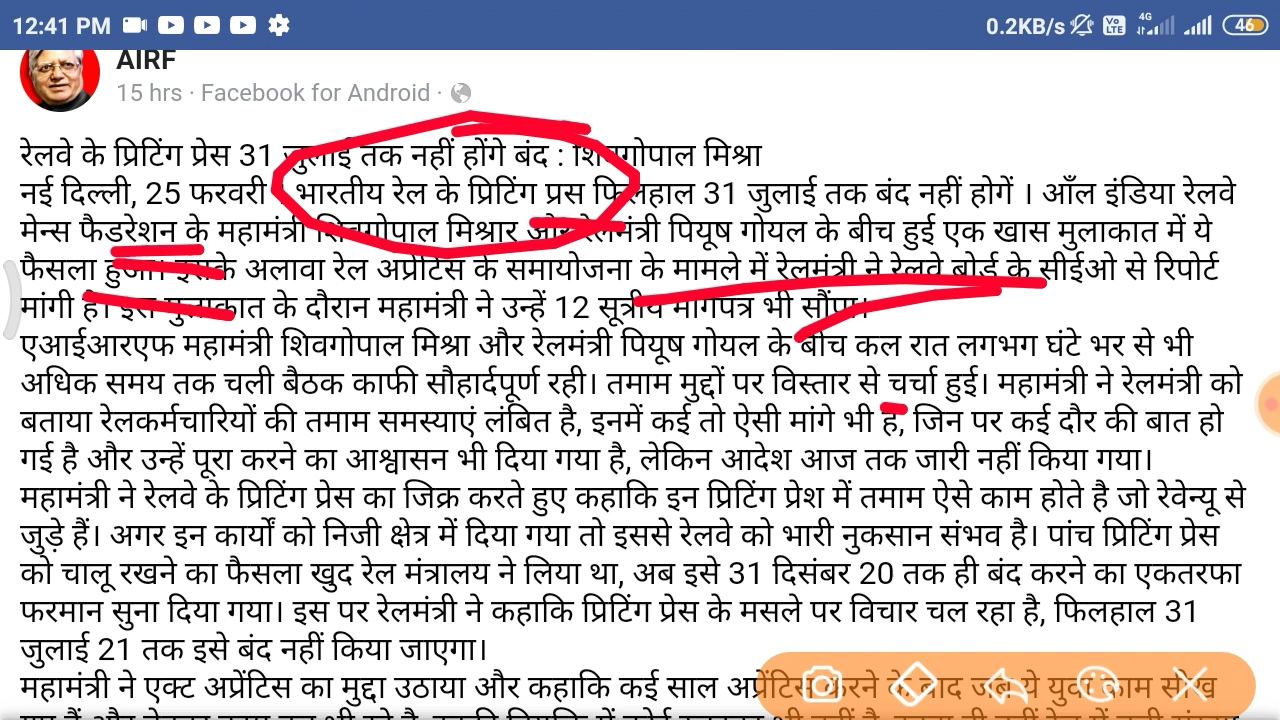 12:41 PM 0.2KB/s Vo LTE 4G 46
AIRF
15 hrs · Facebook for Android ·
रेलवे के प्रिटिंग प्रेस 31 जुलाई तक नहीं होंगे बंद : शिवगोपाल मिश्रा
नई दिल्ली, 25 फरवरी । भारतीय रेल के प्रिटिंग प्रस फिलहाल 31 जुलाई तक बंद नहीं होगें । आँल इंडिया रेलवे
मेन्स फैडरेशन के महामंत्री शिवगोपाल मिश्रार और रेलमंत्री पियूष गोयल के बीच हुई एक खास मुलाकात में ये
फैसला हुआ। इसके अलावा रेल अप्रेटिस के समायोजना के मामले में रेलमंत्री ने रेलवे बोर्ड के सीईओ से रिपोर्ट
मांगी है। इस मुलाकात के दौरान महामंत्री ने उन्हें 12 सूत्रीय मांगपत्र भी सौंपा।
एआईआरएफ महामंत्री शिवगोपाल मिश्रा और रेलमंत्री पियूष गोयल के बीच कल रात लगभग घंटे भर से भी
अधिक समय तक चली बैठक काफी सौहार्दपूर्ण रही। तमाम मुद्दों पर विस्तार से चर्चा हुई। महामंत्री ने रेलमंत्री को
बताया रेलकर्मचारियों की तमाम समस्याएं लंबित है, इनमें कई तो ऐसी मांगे भी है, जिन पर कई दौर की बात हो
गई है और उन्हें पूरा करने का आश्वासन भी दिया गया है, लेकिन आदेश आज तक जारी नहीं किया गया।
महामंत्री ने रेलवे के प्रिटिंग प्रेस का जिक्र करते हुए कहाकि इन प्रिटिंग प्रेश में तमाम ऐसे काम होते है जो रेवेन्यू से
जुड़े हैं। अगर इन कार्यों को निजी क्षेत्र में दिया गया तो इससे रेलवे को भारी नुकसान संभव है। पांच प्रिटिंग प्रेस
को चालू रखने का फैसला खुद रेल मंत्रालय ने लिया था, अब इसे 31 दिसंबर 20 तक ही बंद करने का एकतरफा
फरमान सुना दिया गया। इस पर रेलमंत्री ने कहाकि प्रिटिंग प्रेस के मसले पर विचार चल रहा है, फिलहाल 31
जुलाई 21 तक इसे बंद नहीं किया जाएगा।
महामंत्री ने एक्ट अप्रेंटिस का मुद्दा उठाया और कहाकि कई साल अप्रेंटिस करने के बाद जब ये युवा काम सीख